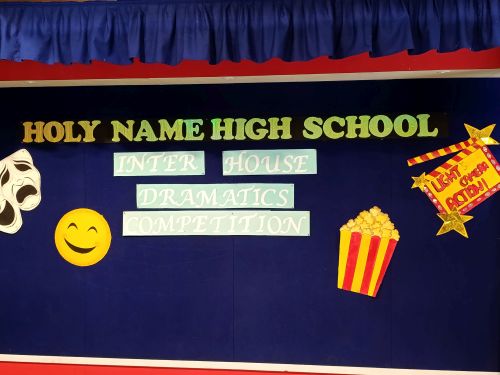 HOLY NAME HIGH SCHOOL
INTER HOUSE
DRAMATICS
COMPETITION
LIGHT
CAMERA
ACTION